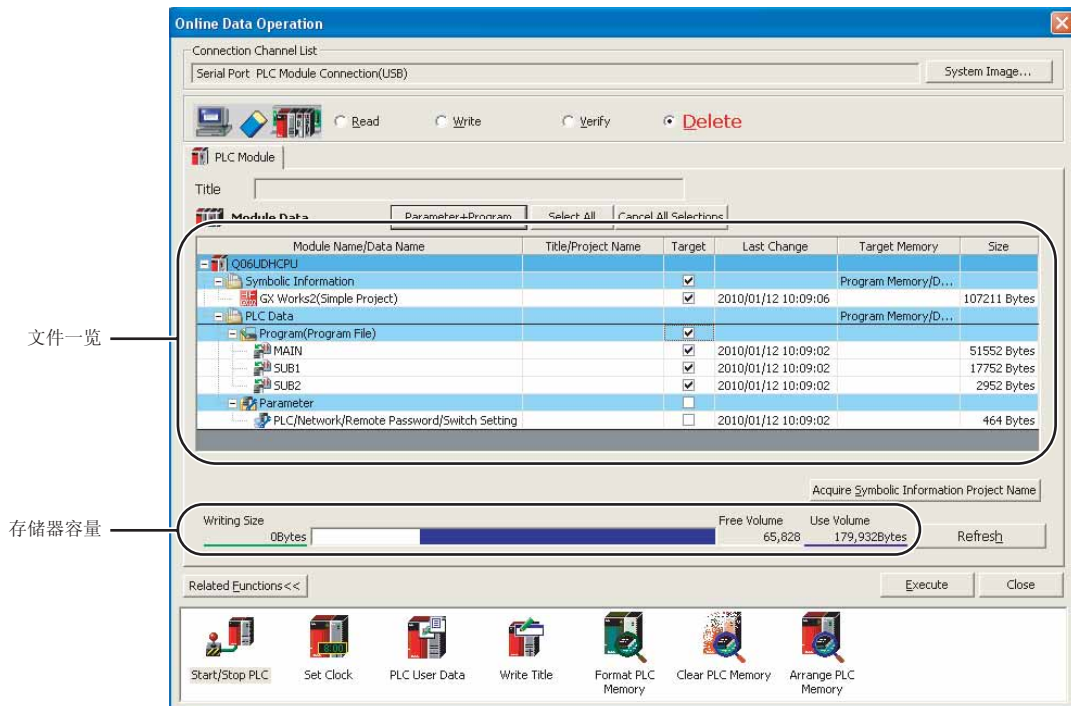 Online Data Operation
Connection Channel List
Serial Port PLC Module Connection(USB)
System Image...
Read Write Verify Delete
PLC Module
Title
Module Data Parameter+Program Select All Cancel All Selections
Module Name/Data Name Title/Project Name Target Last Change Target Memory Size
Q06UDHCPU
Symbolic Information Program Memory/D...
GX Works2(Simple Project) 2010/01/12 10:09:06 107211 Bytes
PLC Data Program Memory/D...
文件一览
Program(Program File)
MAIN 2010/01/12 10:09:02 51552 Bytes
SUB1 2010/01/12 10:09:02 17752 Bytes
SUB2 2010/01/12 10:09:02 2952 Bytes
Parameter
PLC/Network/Remote Password/Switch Setting 2010/01/12 10:09:02 464 Bytes
Acquire Symbolic Information Project Name
存储器容量
Writing Size Free Volume Use Volume
0Bytes 65,828 179,932Bytes Refresh
Related Functions<< Execute Close
Start/Stop PLC Set Clock PLC User Data Write Title Format PLC Clear PLC Memory Arrange PLC
Memory Memory